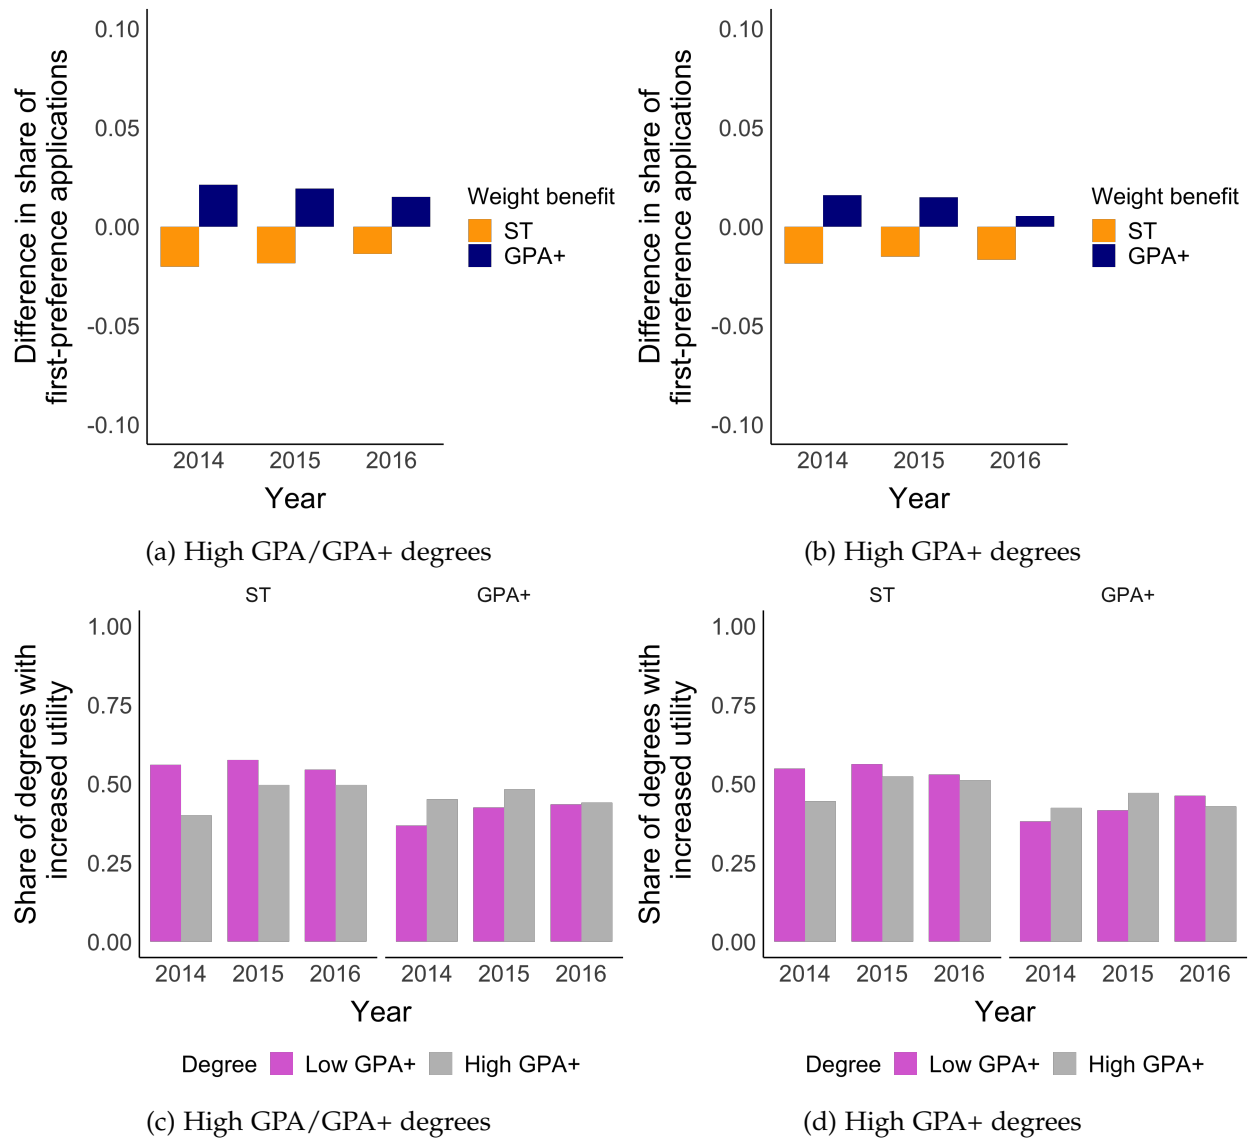 Difference in share of
first-preference applications
0.10
0.05
0.00
-0.05
-0.10
2014 2015 2016
Year
Weight benefit
ST
GPA+
(a) High GPA/GPA+ degrees
Difference in share of
first-preference applications
0.10
0.05
0.00
-0.05
-0.10
2014 2015 2016
Year
Weight benefit
ST
GPA+
(b) High GPA+ degrees
ST GPA+
Share of degrees with
increased utility
1.00
0.75
0.50
0.25
0.00
2014 2015 2016 2014 2015 2016
Year
Degree Low GPA+ High GPA+
(c) High GPA/GPA+ degrees
ST GPA+
Share of degrees with
increased utility
1.00
0.75
0.50
0.25
0.00
2014 2015 2016 2014 2015 2016
Year
Degree Low GPA+ High GPA+
(d) High GPA+ degrees